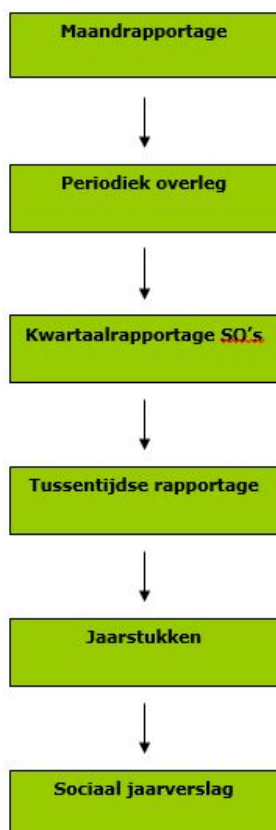 Maandrapportage
Periodiek overleg
Kwartaalrapportage SO's
Tussentijdse rapportage
Jaarstukken
Sociaal jaarverslag